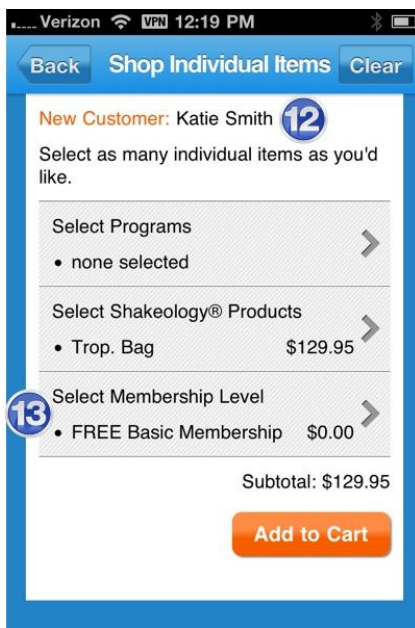 Verizon VPN 12:19 PM
Back Shop Individual Items Clear
New Customer: Katie Smith 12
Select as many individual items as you'd
like.
Select Programs
• none selected
Select Shakeology® Products
• Trop. Bag $129.95
13 Select Membership Level
• FREE Basic Membership $0.00
Subtotal: $129.95
Add to Cart